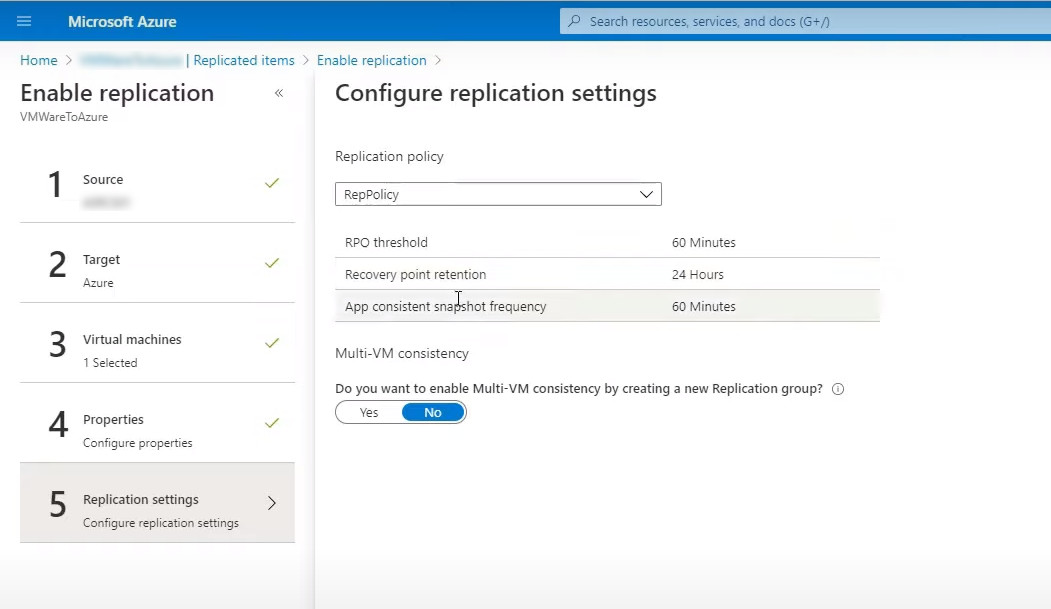 Microsoft Azure
Search resources, services, and docs (G+/)
Home > | Replicated items > Enable replication >
Enable replication «
VMWareToAzure
1 Source
2 Target
Azure
3 Virtual machines
1 Selected
4 Properties
Configure properties
5 Replication settings
Configure replication settings
Configure replication settings
Replication policy
RepPolicy
RPO threshold 60 Minutes
Recovery point retention 24 Hours
App consistent snapshot frequency 60 Minutes
Multi-VM consistency
Do you want to enable Multi-VM consistency by creating a new Replication group?
Yes No